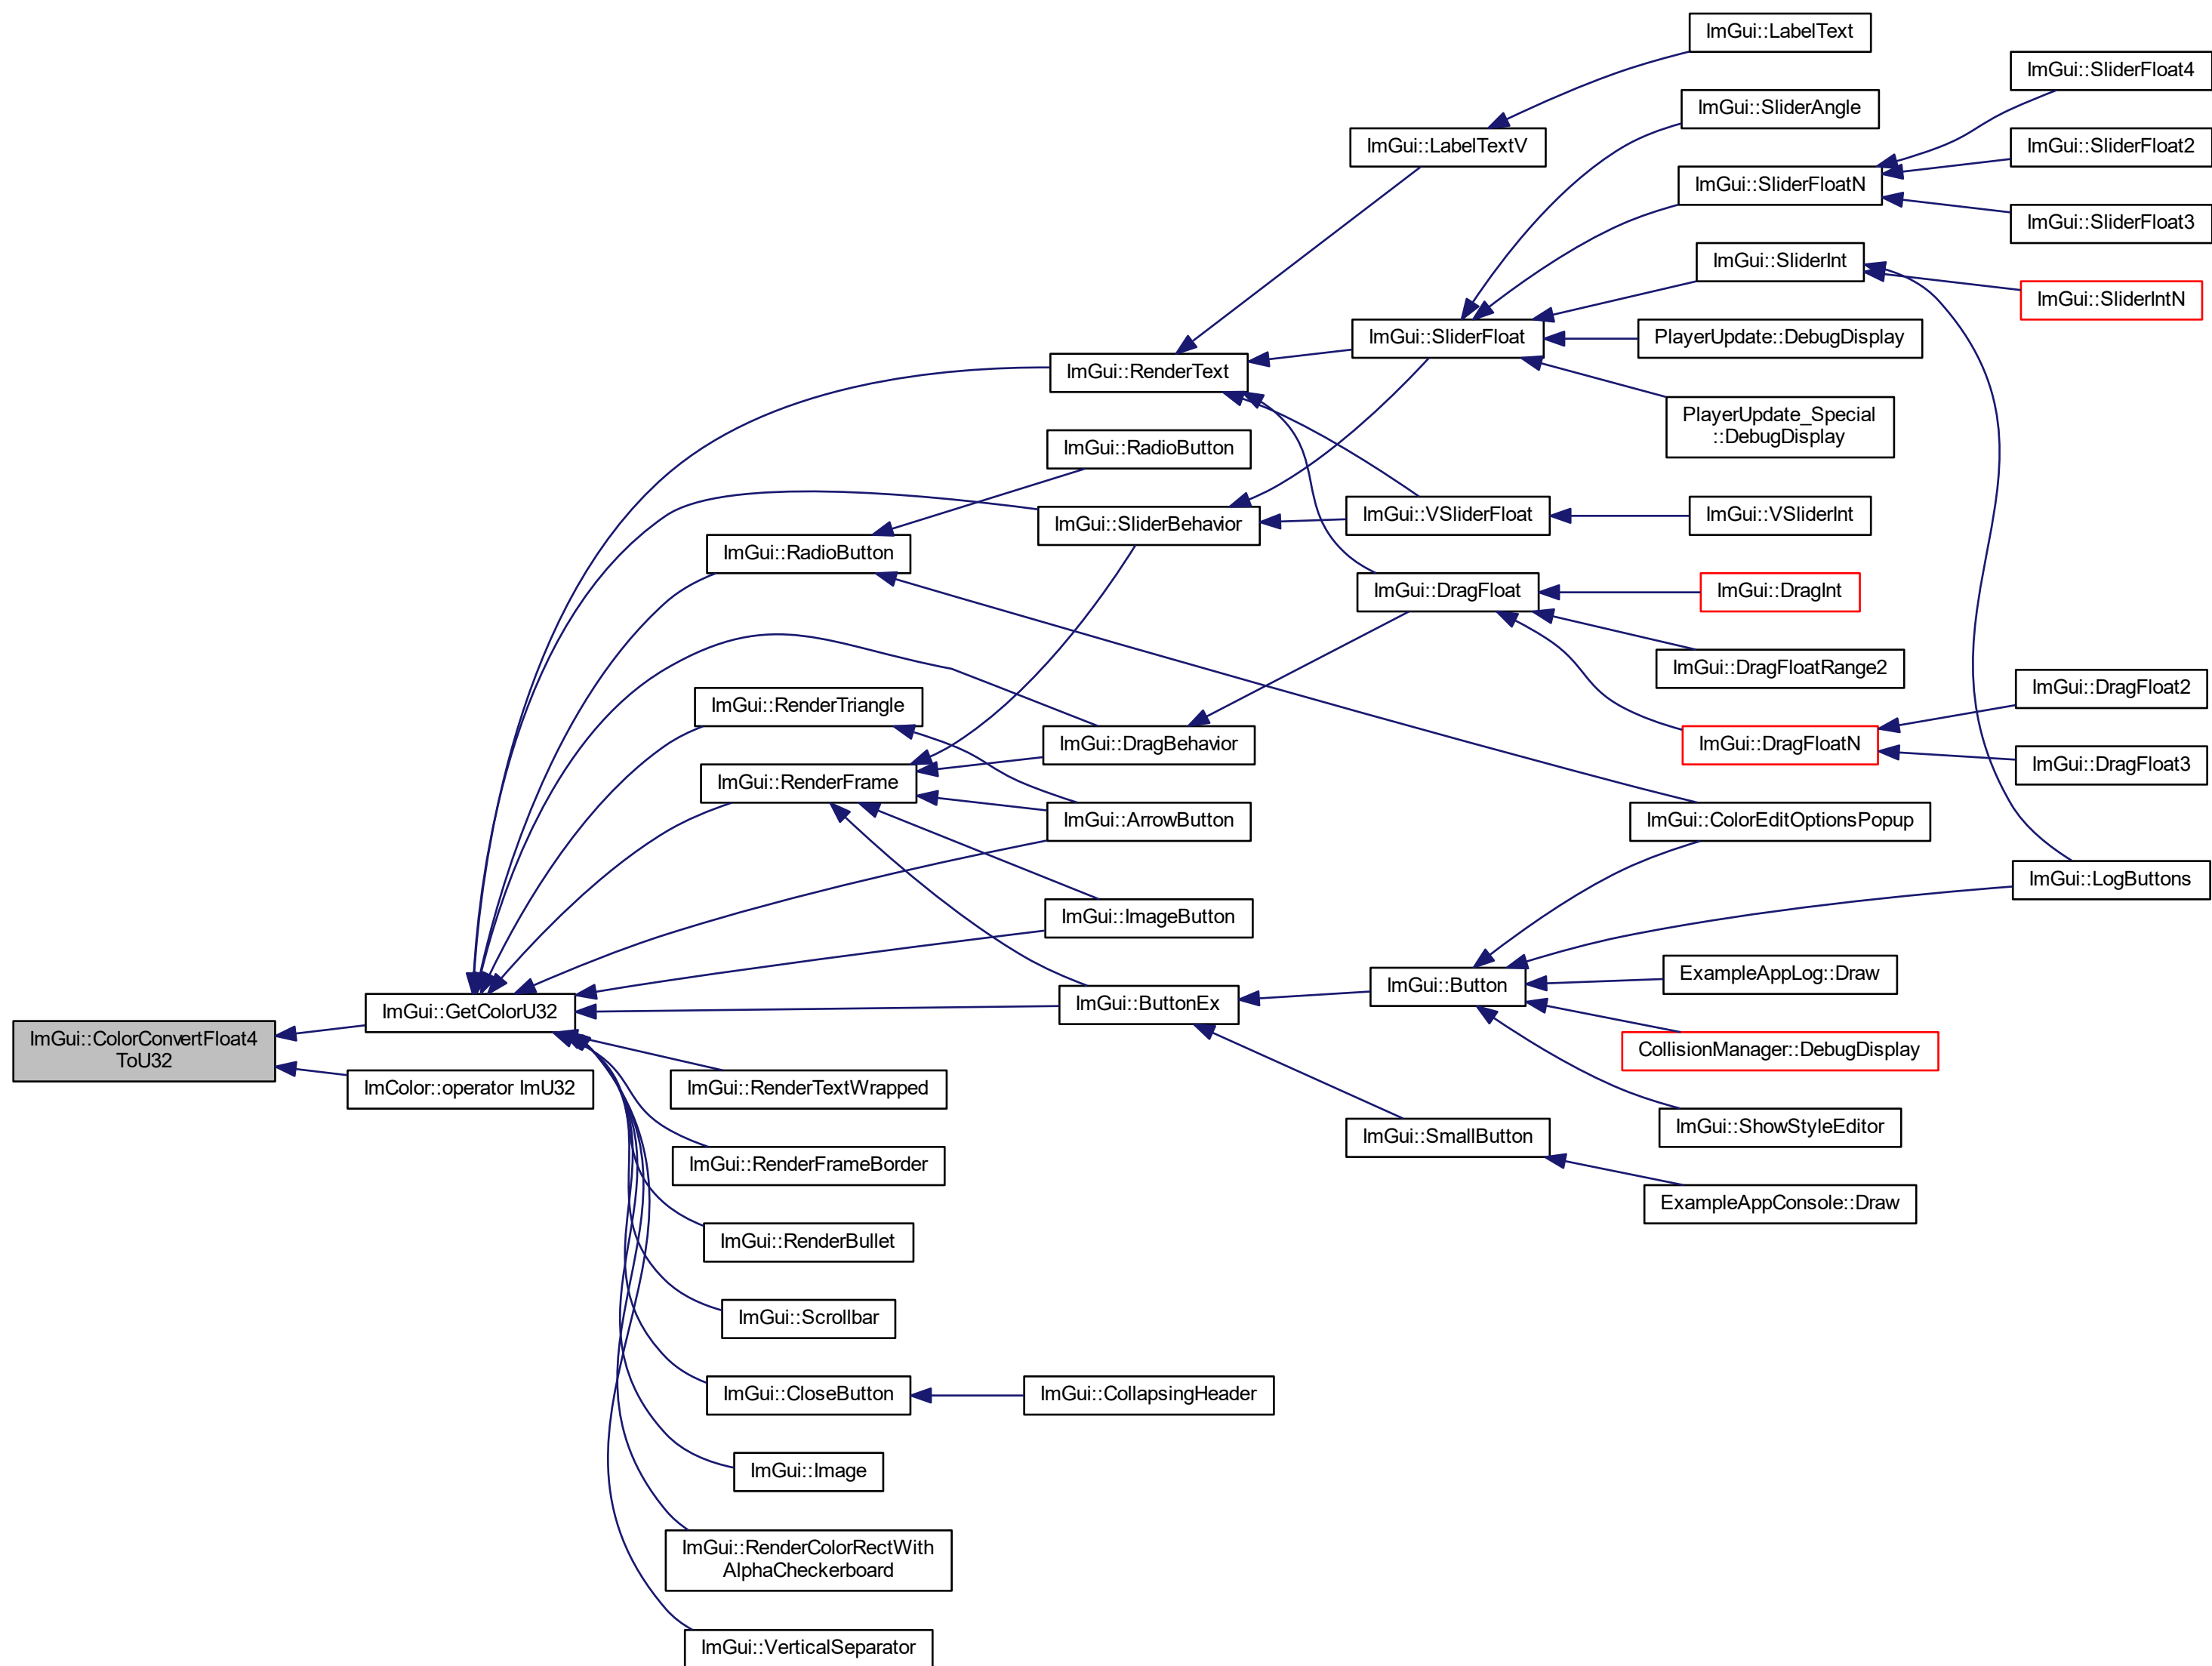 ImGui::LabelText
ImGui::SliderFloat4
ImGui::SliderAngle
ImGui::LabelTextV
ImGui::SliderFloat2
ImGui::SliderFloatN
ImGui::SliderFloat3
ImGui::SliderInt
ImGui::SliderIntN
ImGui::SliderFloat
PlayerUpdate::DebugDisplay
ImGui::RenderText
PlayerUpdate_Special
::DebugDisplay
ImGui::RadioButton
ImGui::SliderBehavior
ImGui::VSliderFloat
ImGui::VSliderInt
ImGui::RadioButton
ImGui::DragFloat
ImGui::DragInt
ImGui::DragFloatRange2
ImGui::DragFloat2
ImGui::RenderTriangle
ImGui::DragBehavior
ImGui::DragFloatN
ImGui::DragFloat3
ImGui::RenderFrame
ImGui::ArrowButton
ImGui::ColorEditOptionsPopup
ImGui::LogButtons
ImGui::ImageButton
ExampleAppLog::Draw
ImGui::Button
ImGui::GetColorU32
ImGui::ButtonEx
ImGui::ColorConvertFloat4
ToU32
CollisionManager::DebugDisplay
ImColor::operator ImU32
ImGui::RenderTextWrapped
ImGui::ShowStyleEditor
ImGui::SmallButton
ImGui::RenderFrameBorder
ExampleAppConsole::Draw
ImGui::RenderBullet
ImGui::Scrollbar
ImGui::CloseButton
ImGui::CollapsingHeader
ImGui::Image
ImGui::RenderColorRectWith
AlphaCheckerboard
ImGui::VerticalSeparator